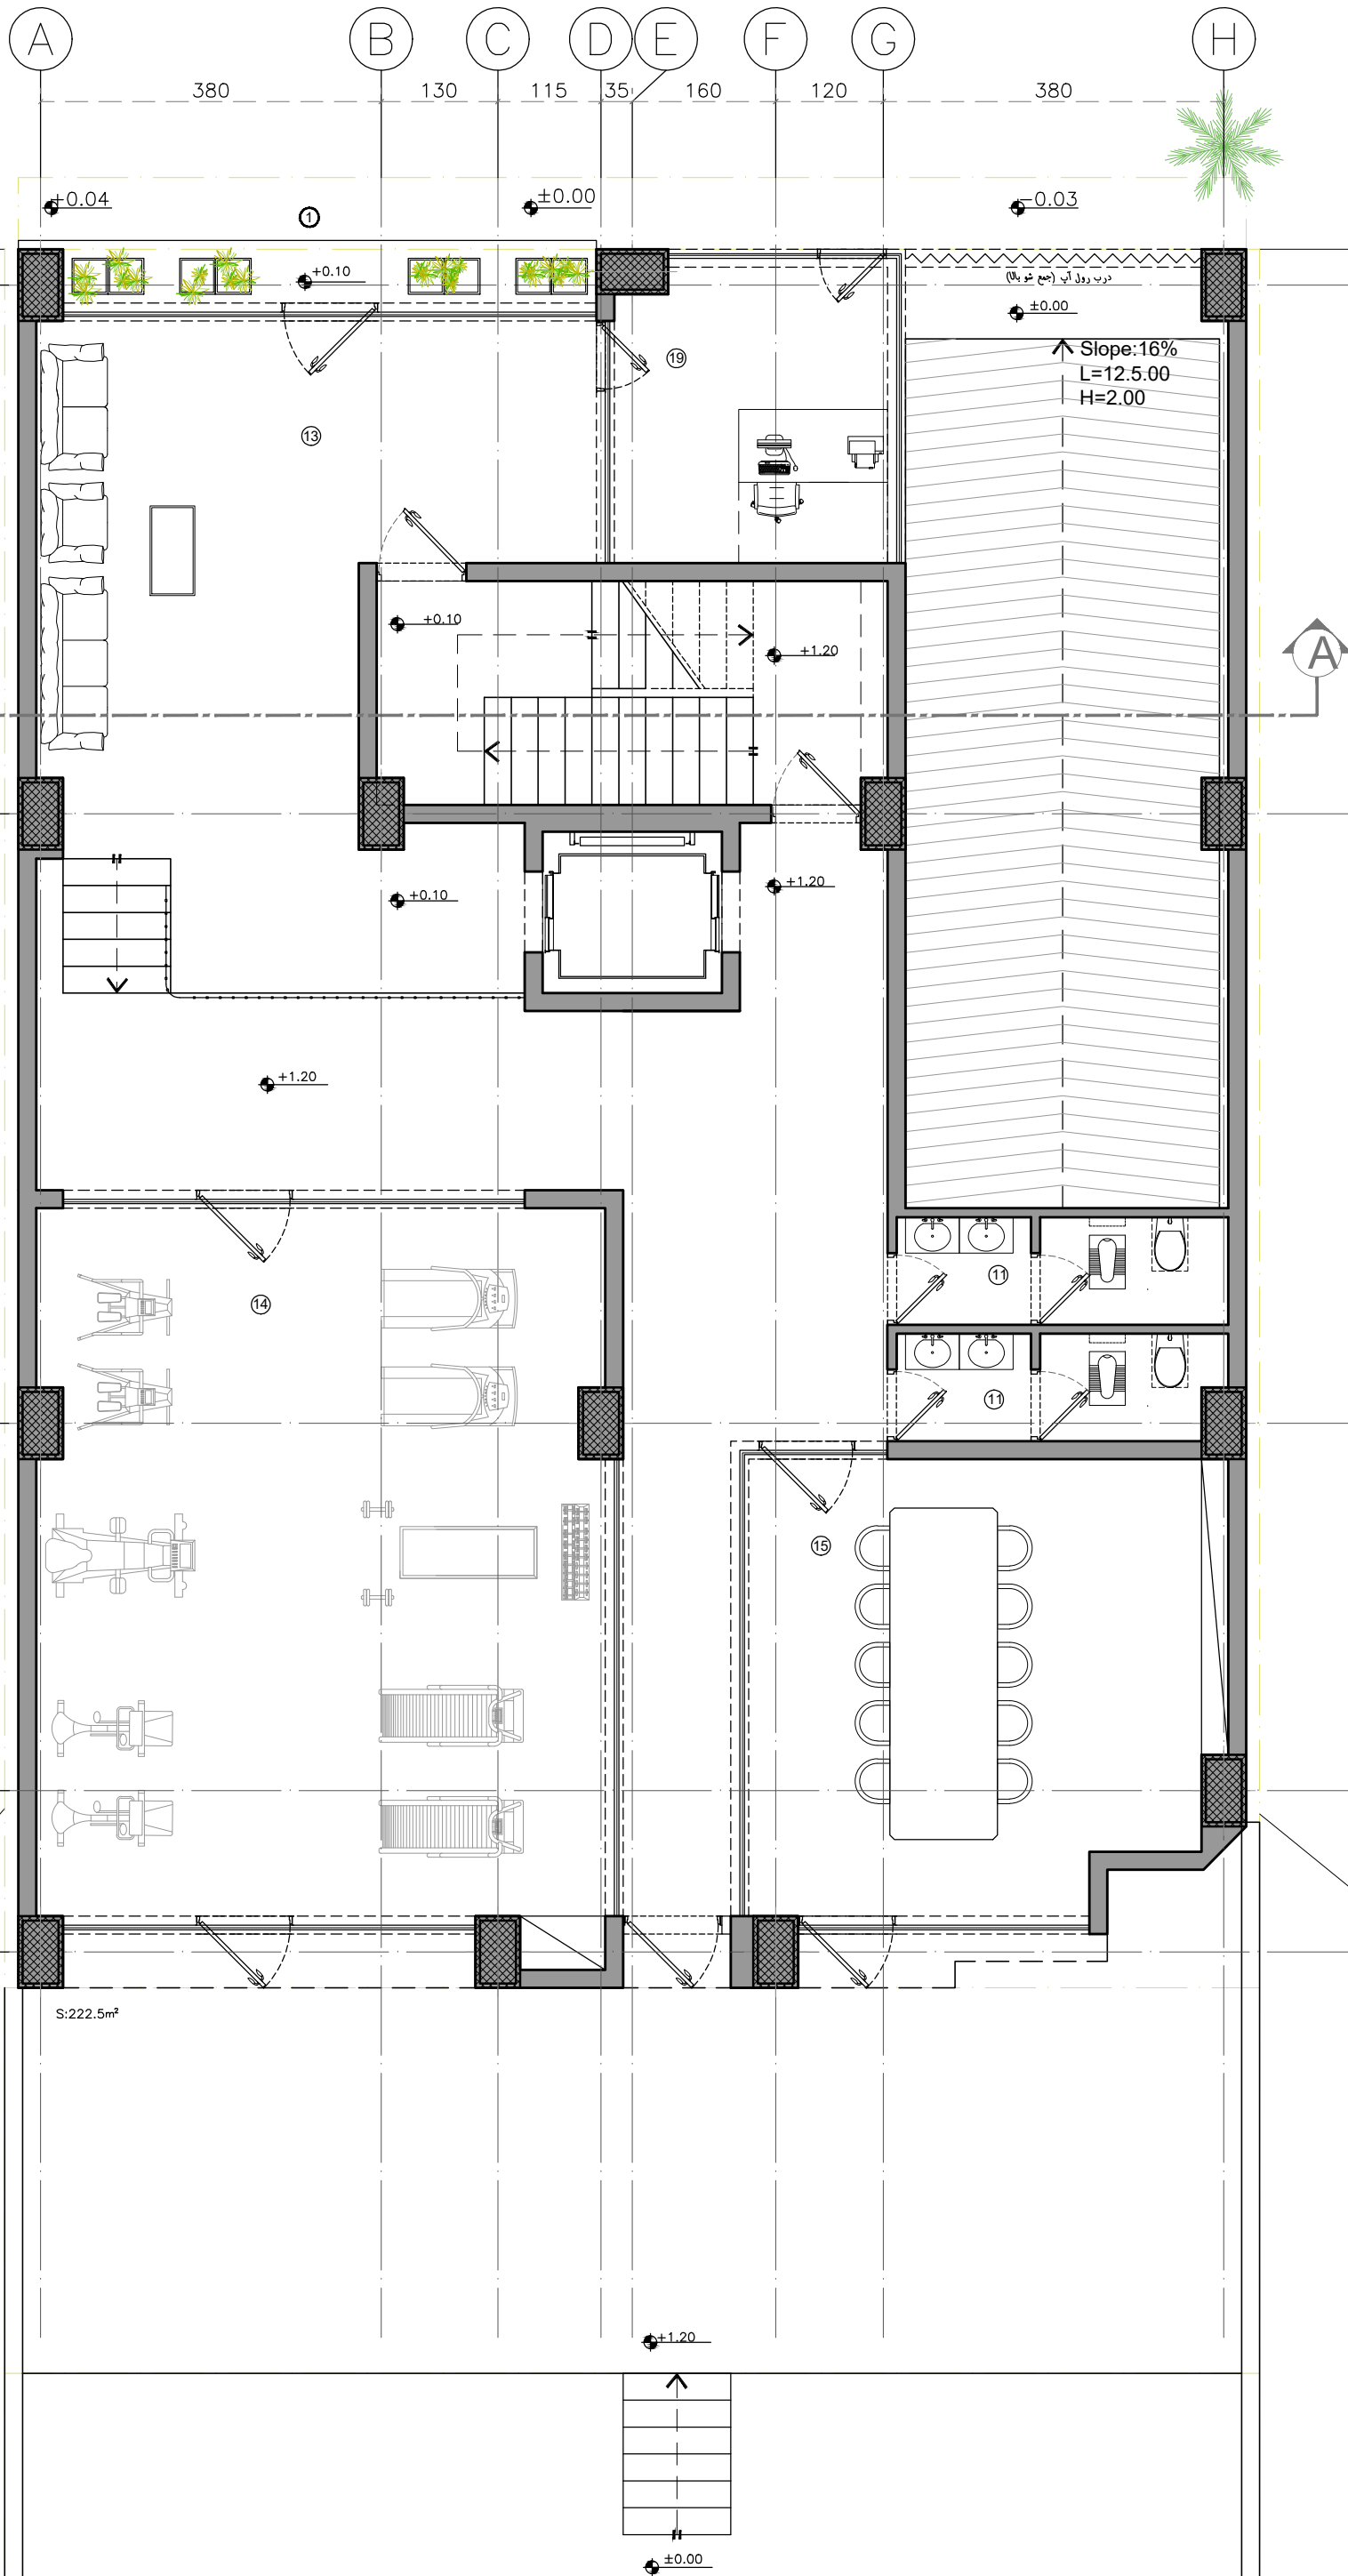 A B C D E F G H
380 130 115 35 160 120 380
+0.04 ±0.00 -0.03
1
+0.10
درب رول آپ (جمع شو بالا)
±0.00
Slope:16%
L=12.5.00
H=2.00
19
13
+0.10
+1.20
A
+1.20
+0.10
+1.20
11
14
11
15
S:222.5m²
+1.20
±0.00